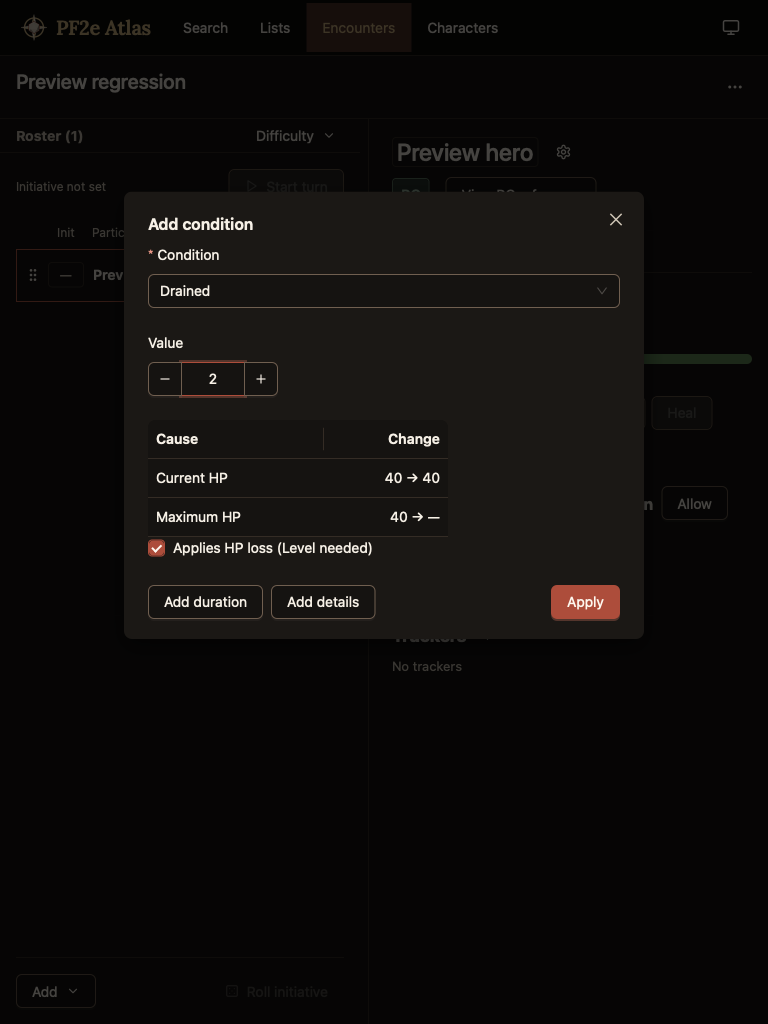 PF2e Atlas Search Lists Encounters Characters
Preview regression
Roster (1) Difficulty
Preview hero
Initiative not set Start turn
Init
Add condition
* Condition
Drained
Value
− 2 +
Cause Change
Current HP 40 → 40
Maximum HP 40 → —
Applies HP loss (Level needed)
Add duration Add details Apply
Heal
Allow
No trackers
Add Roll initiative